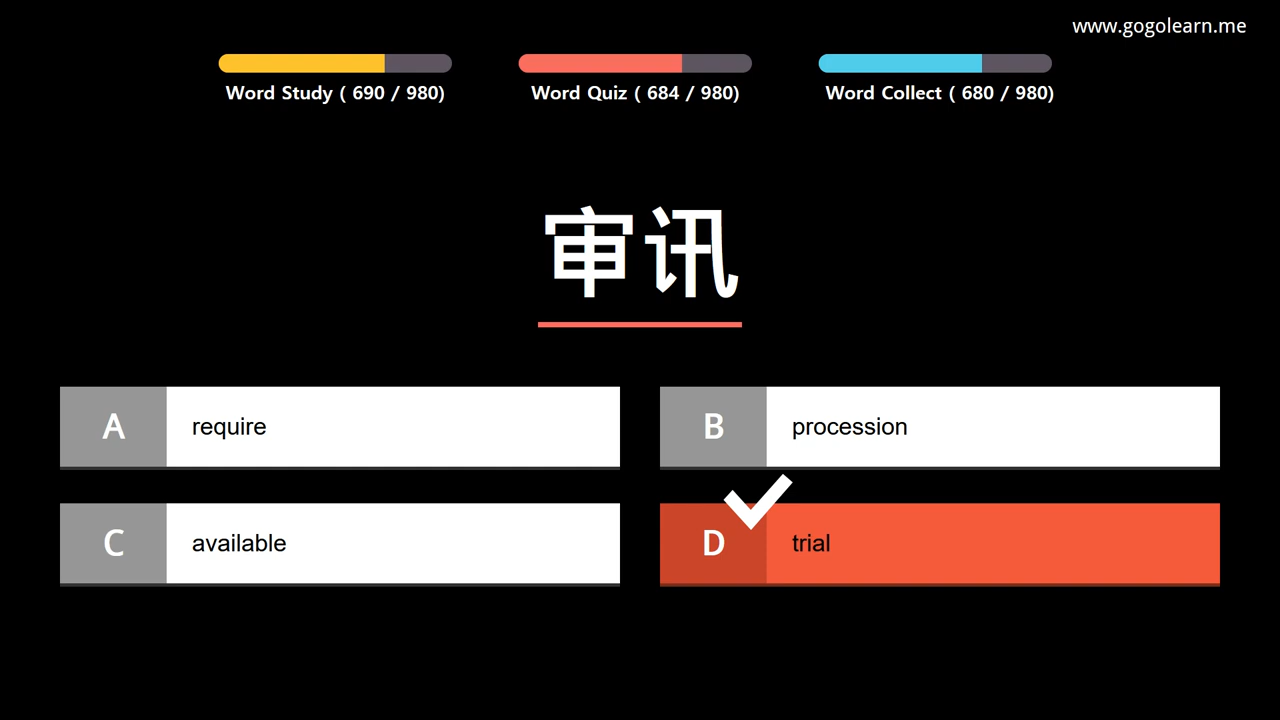 www.gogolearn.me
Word Study ( 690 / 980)
Word Quiz ( 684 / 980)
Word Collect ( 680 / 980)
审讯
A require
B procession
C available
D trial